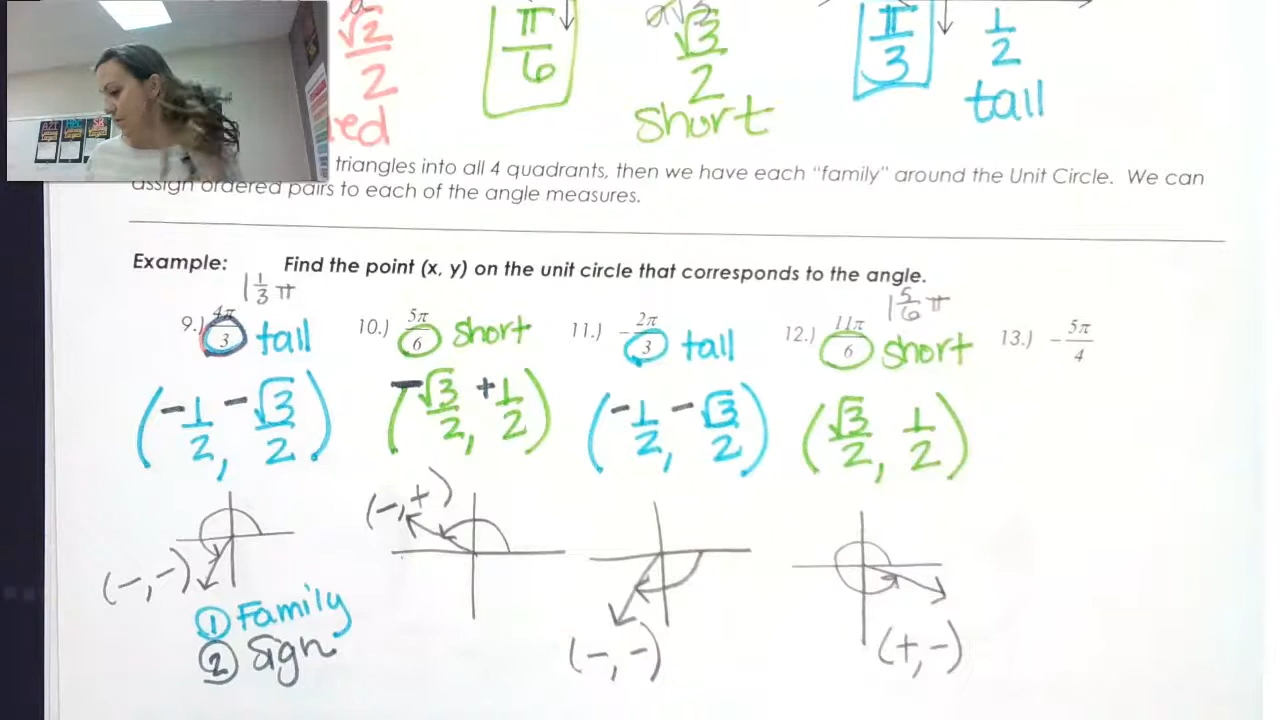 √2/2 π/6 √3/2 π/3 1/2
short tall
triangles into all 4 quadrants, then we have each “family” around the Unit Circle. We can
assign ordered pairs to each of the angle measures.
Example: Find the point (x, y) on the unit circle that corresponds to the angle.
1 1/3 π 1 5/6 π
9.) 4π/3 tall 10.) 5π/6 short 11.) -2π/3 tall 12.) 11π/6 short 13.) -5π/4
(-1/2, -√3/2) (-√3/2, +1/2) (-1/2, -√3/2) (√3/2, 1/2)
(-,-) (-,+) (-,-) (+,-)
① Family
② Sign